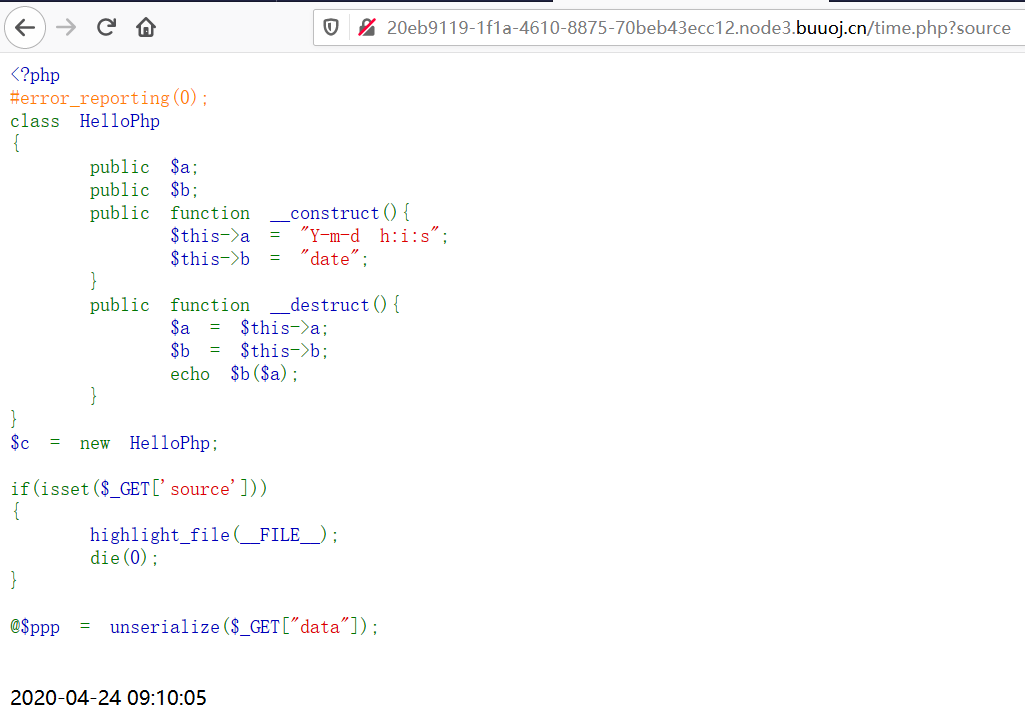 20eb9119-1f1a-4610-8875-70beb43ecc12.node3.buuoj.cn/time.php?source
<?php
#error_reporting(0);
class HelloPhp
{
public $a;
public $b;
public function __construct(){
$this->a = "Y-m-d h:i:s";
$this->b = "date";
}
public function __destruct(){
$a = $this->a;
$b = $this->b;
echo $b($a);
}
}
$c = new HelloPhp;
if(isset($_GET['source']))
{
highlight_file(__FILE__);
die(0);
}
@$ppp = unserialize($_GET["data"]);
2020-04-24 09:10:05